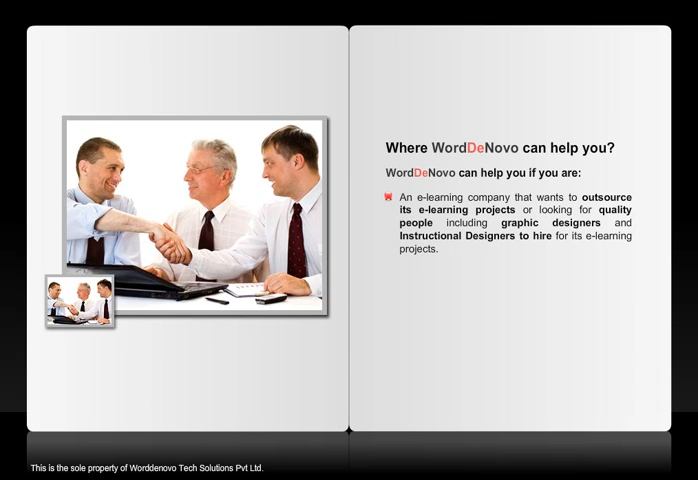 Where WordDeNovo can help you?
WordDeNovo can help you if you are:
An e-learning company that wants to outsource
its e-learning projects or looking for quality
people including graphic designers and
Instructional Designers to hire for its e-learning
projects.
This is the sole property of Worddenovo Tech Solutions Pvt Ltd.